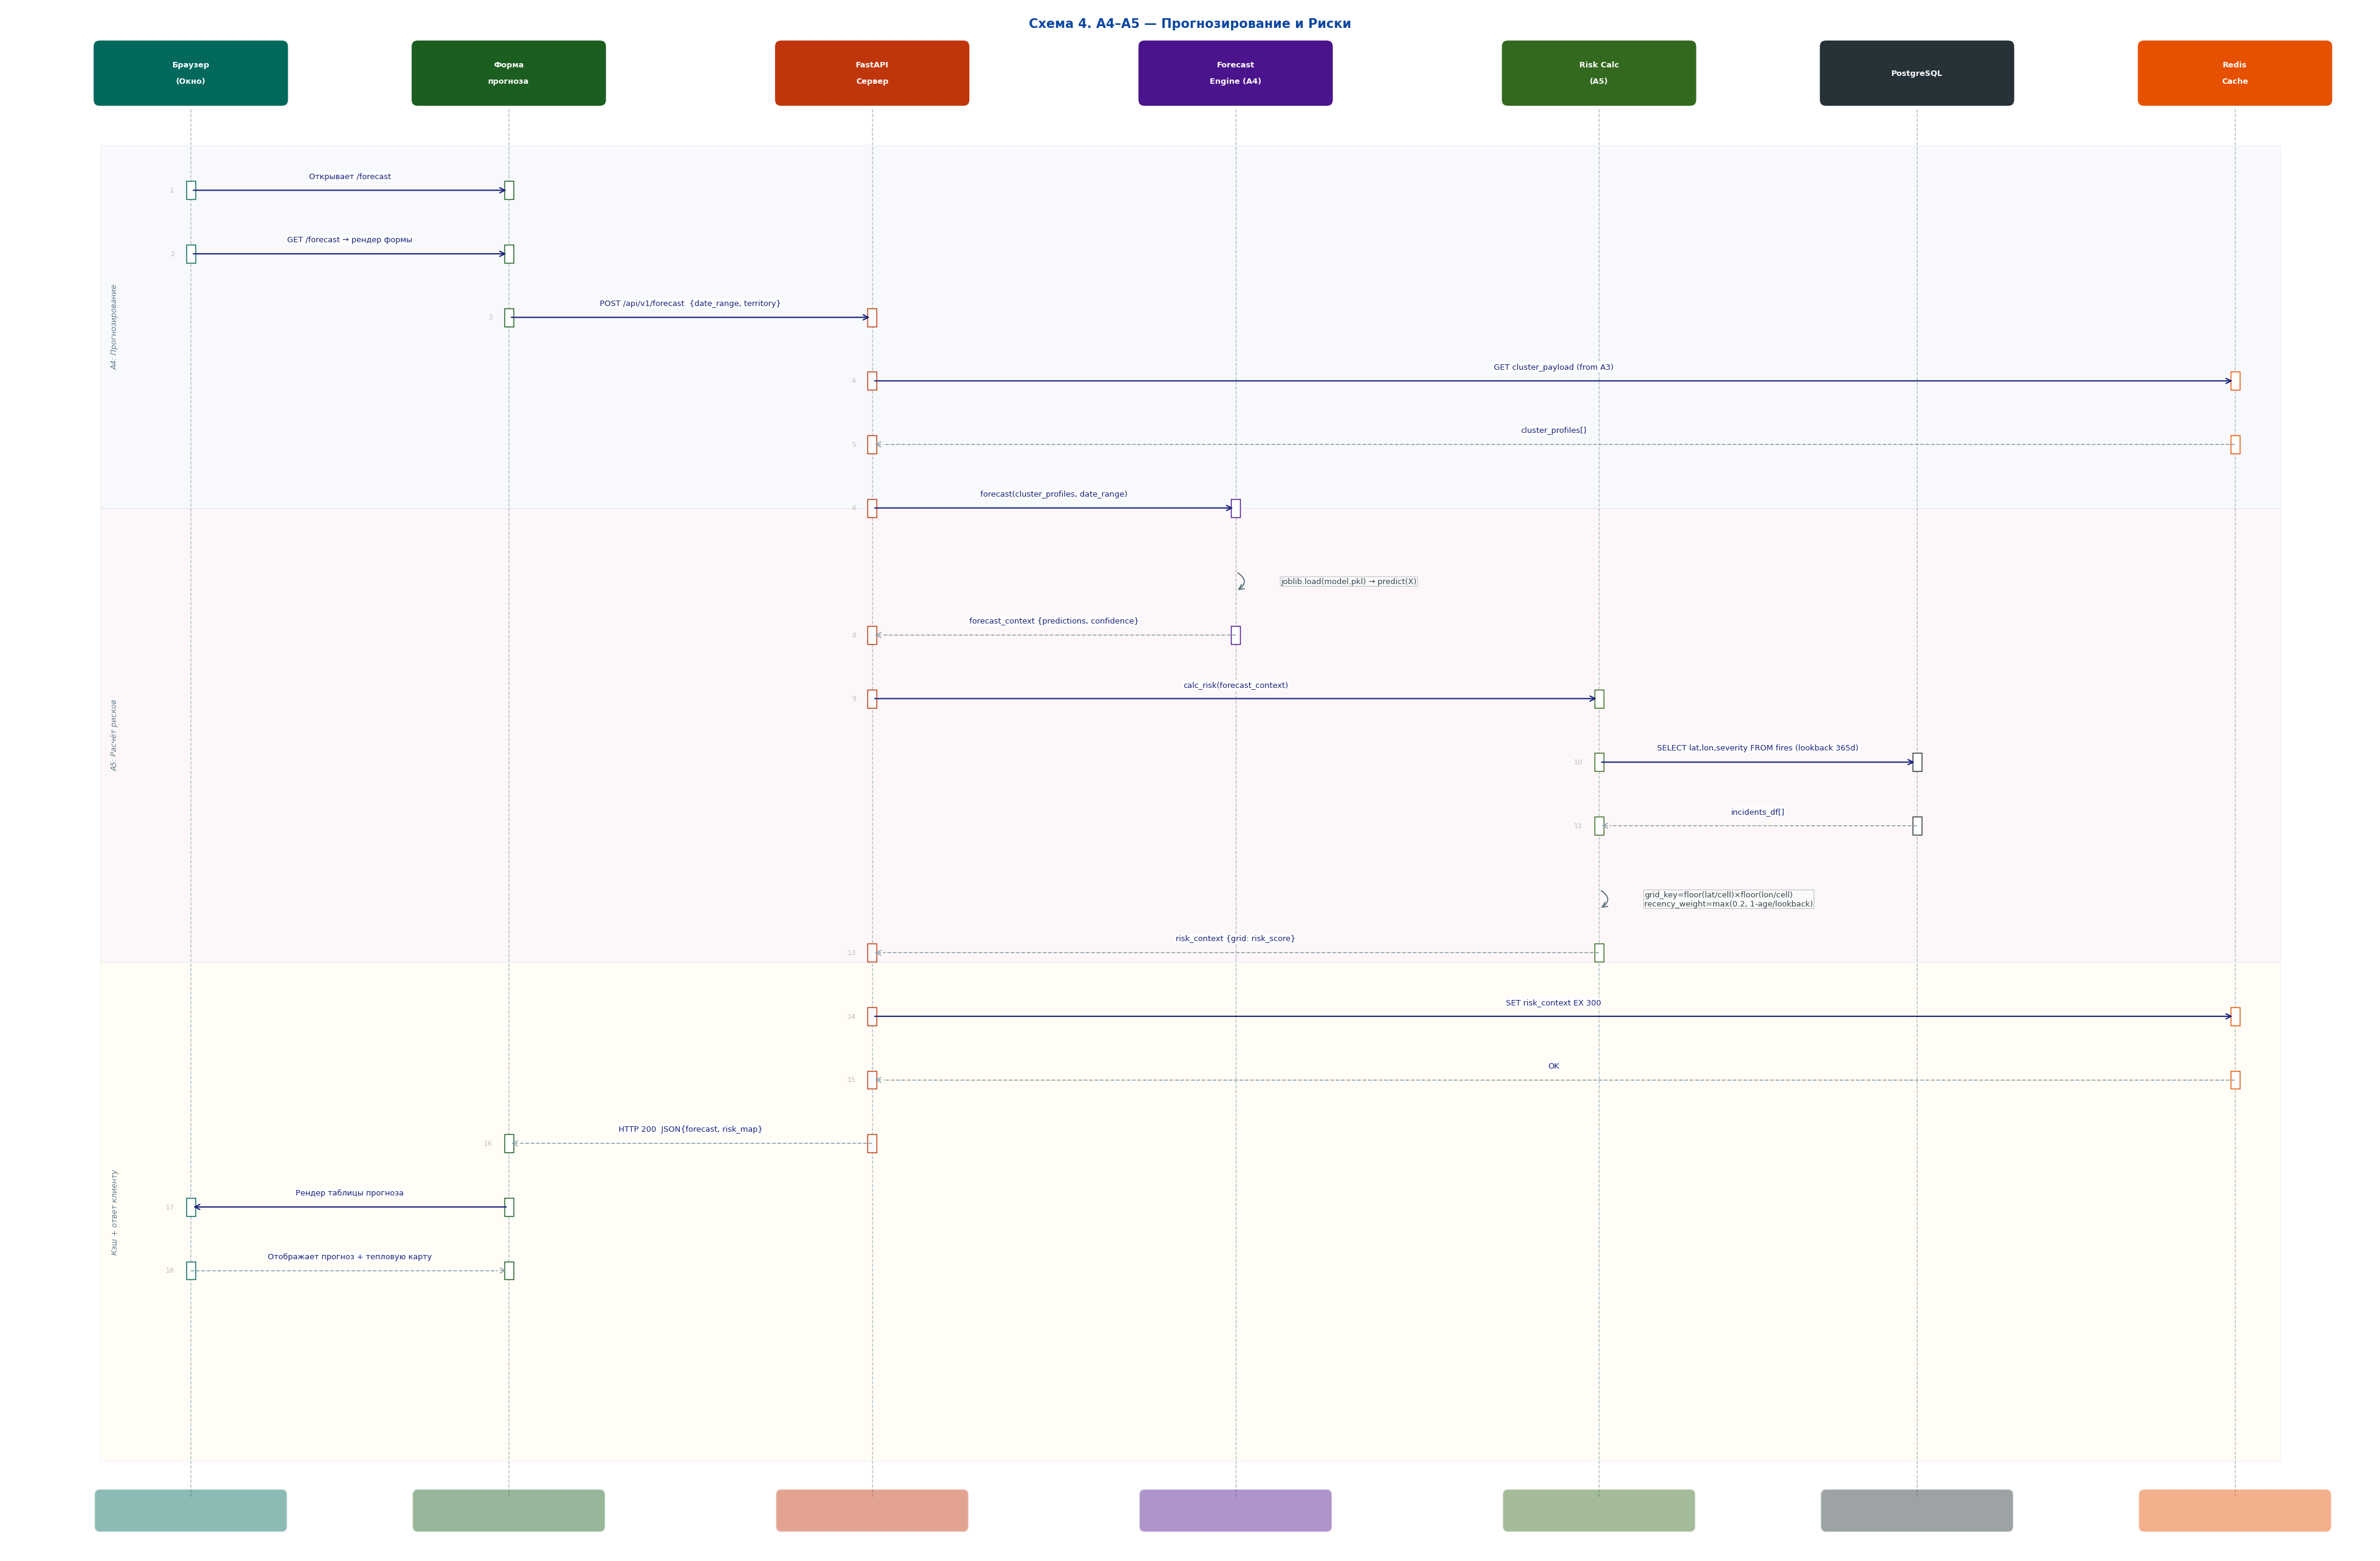 Схема 4. А4–А5 — Прогнозирование и Риски
Браузер
(Окно)
Форма
прогноза
FastAPI
Сервер
Forecast
Engine (A4)
Risk Calc
(A5)
PostgreSQL
Redis
Cache
А4: Прогнозирование
1
Открывает /forecast
2
GET /forecast → рендер формы
3
POST /api/v1/forecast  {date_range, territory}
4
GET cluster_payload (from A3)
5
cluster_profiles[]
6
forecast(cluster_profiles, date_range)
А5: Расчёт рисков
joblib.load(model.pkl) → predict(X)
8
forecast_context {predictions, confidence}
9
calc_risk(forecast_context)
10
SELECT lat,lon,severity FROM fires (lookback 365d)
11
incidents_df[]
grid_key=floor(lat/cell)×floor(lon/cell)
recency_weight=max(0.2, 1-age/lookback)
13
risk_context {grid: risk_score}
Кэш + ответ клиенту
14
SET risk_context EX 300
15
OK
16
HTTP 200  JSON{forecast, risk_map}
17
Рендер таблицы прогноза
18
Отображает прогноз + тепловую карту